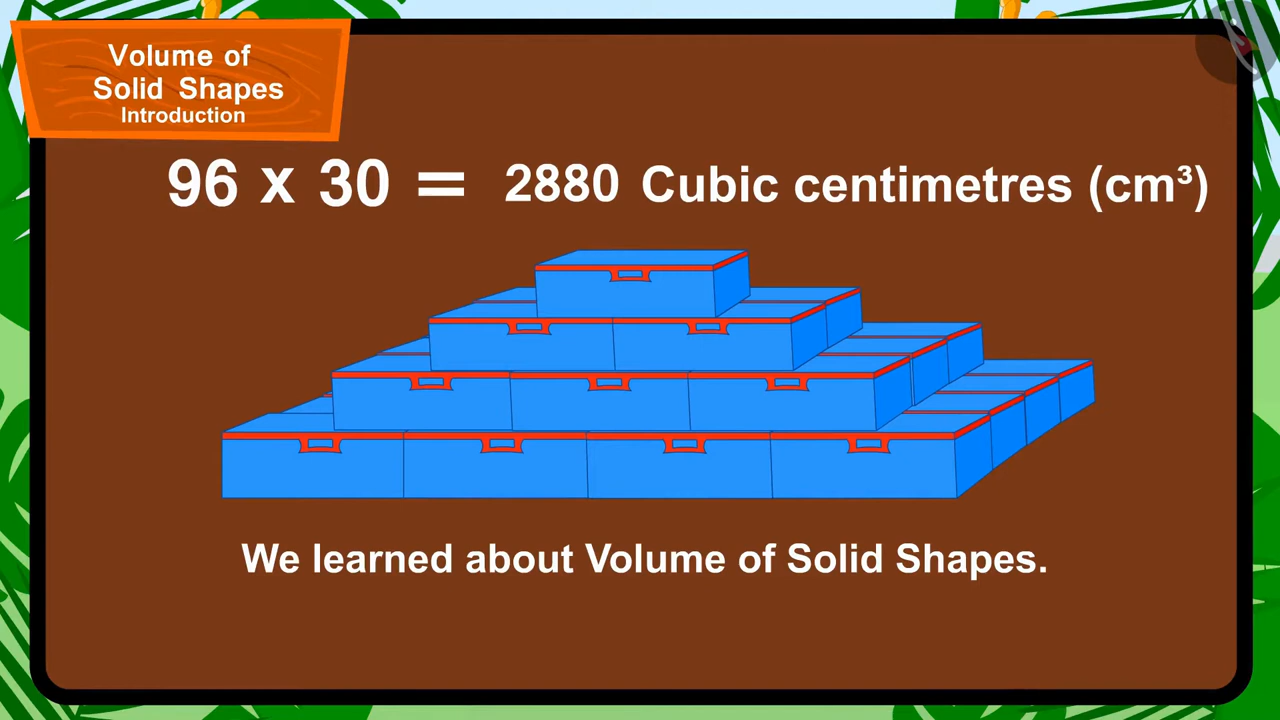 Volume of
Solid Shapes
Introduction
96 x 30 = 2880 Cubic centimetres (cm³)
We learned about Volume of Solid Shapes.